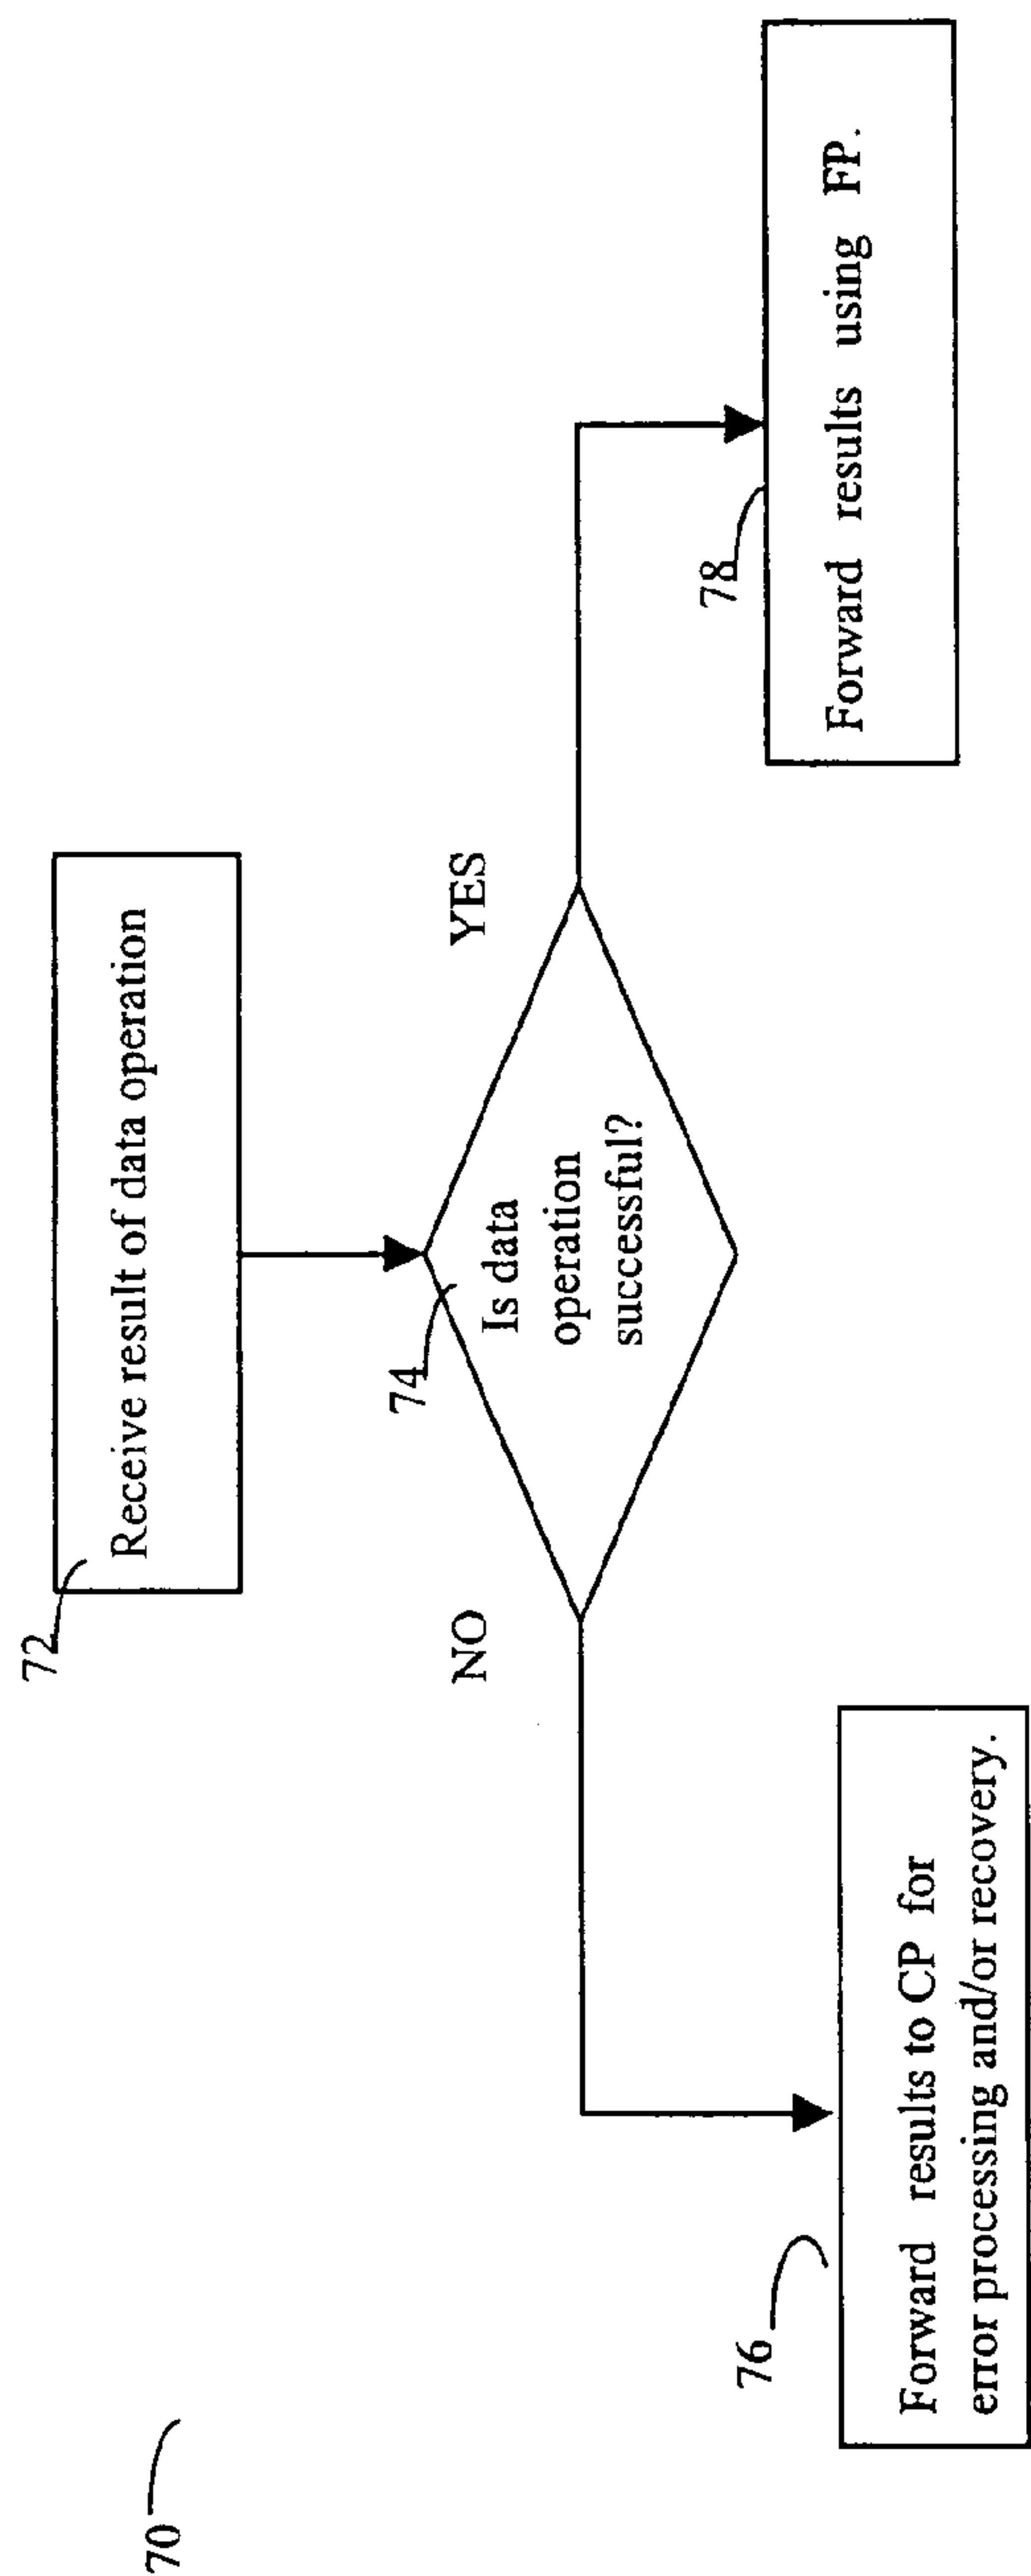 70
72
Receive result of data operation
74
Is data
operation
successful?
NO
YES
76
Forward results to CP for
error processing and/or recovery.
78
Forward results using FP.